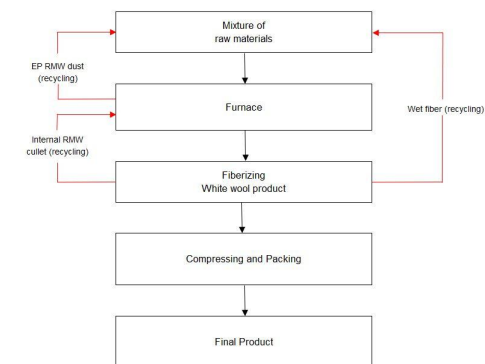 Mixture of
raw materials
EP RMW dust
(recycling)
Furnace
Wet fiber (recycling)
Internal RMW
cullet (recycling)
Fiberizing
White wool product
Compressing and Packing
Final Product